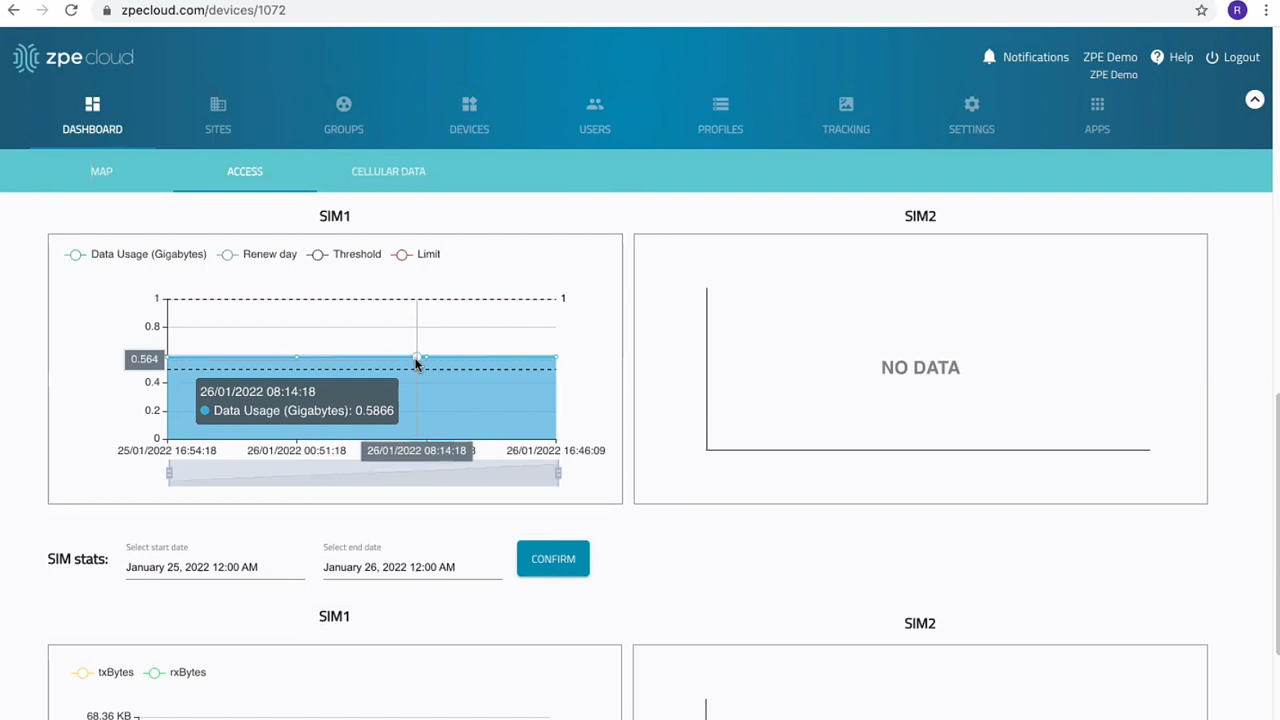 zpecloud.com/devices/1072
R
zpe cloud
Notifications
ZPE Demo
ZPE Demo
Help
Logout
DASHBOARD
SITES
GROUPS
DEVICES
USERS
PROFILES
TRACKING
SETTINGS
APPS
MAP
ACCESS
CELLULAR DATA
SIM1
Data Usage (Gigabytes)
Renew day
Threshold
Limit
1
1
0.8
0.564
0.4
0.2
0
26/01/2022 08:14:18
Data Usage (Gigabytes): 0.5866
25/01/2022 16:54:18
26/01/2022 00:51:18
26/01/2022 08:14:18
26/01/2022 16:46:09
SIM2
NO DATA
SIM stats:
Select start date
January 25, 2022 12:00 AM
Select end date
January 26, 2022 12:00 AM
CONFIRM
SIM1
txBytes
rxBytes
68.36 KB
SIM2